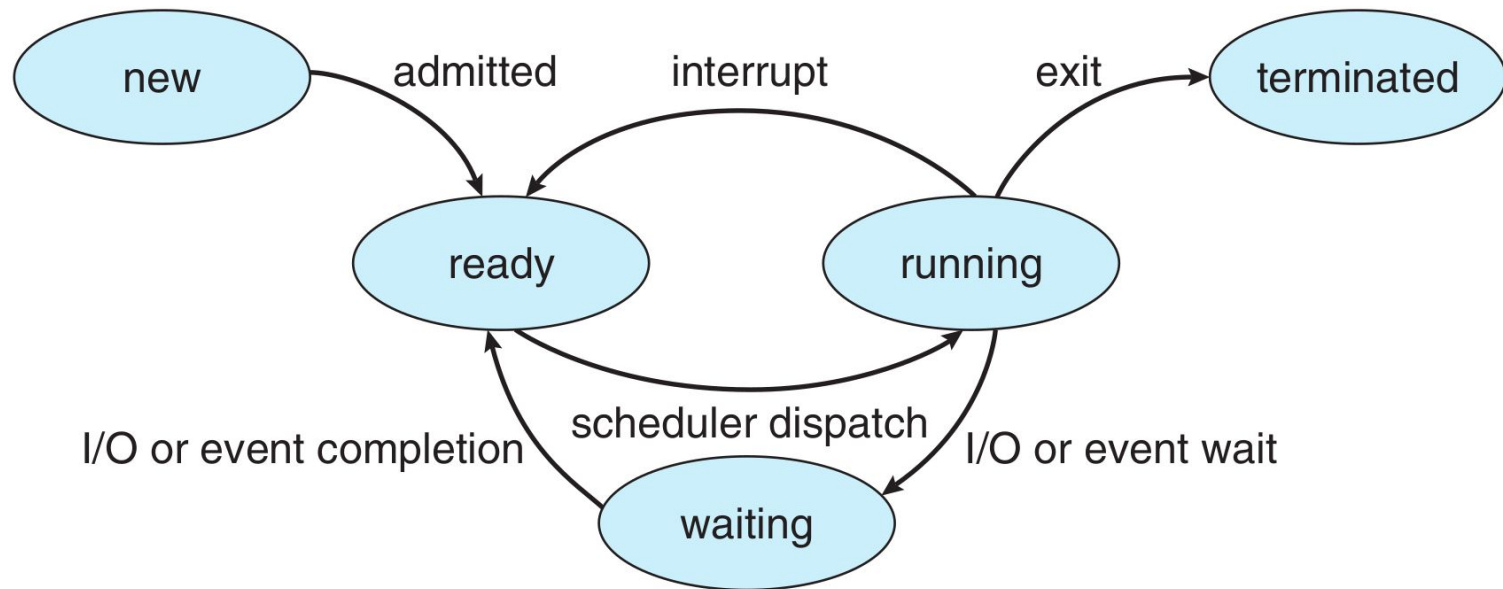 new
admitted
interrupt
exit
terminated
ready
running
scheduler dispatch
I/O or event completion
I/O or event wait
waiting